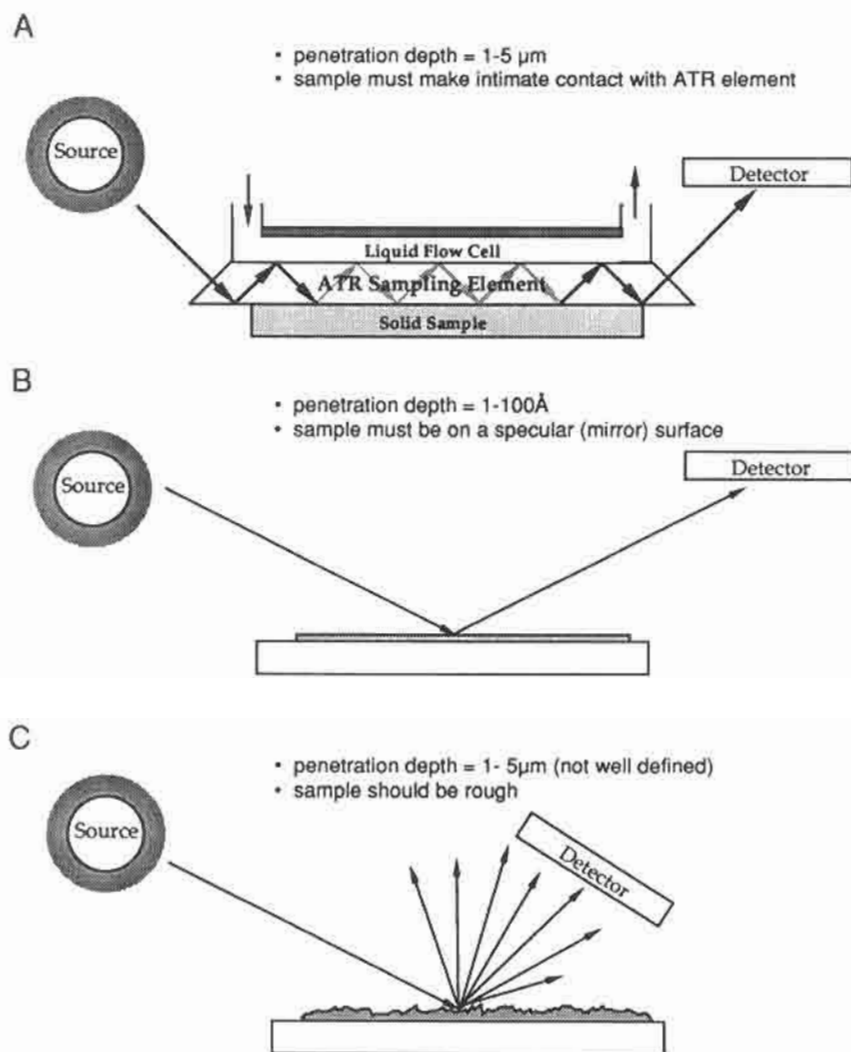 A
• penetration depth = 1-5 µm
• sample must make intimate contact with ATR element
Source
Detector
Liquid Flow Cell
ATR Sampling Element
Solid Sample
B
• penetration depth = 1-100Å
• sample must be on a specular (mirror) surface
Source
Detector
C
• penetration depth = 1- 5µm (not well defined)
• sample should be rough
Source
Detector